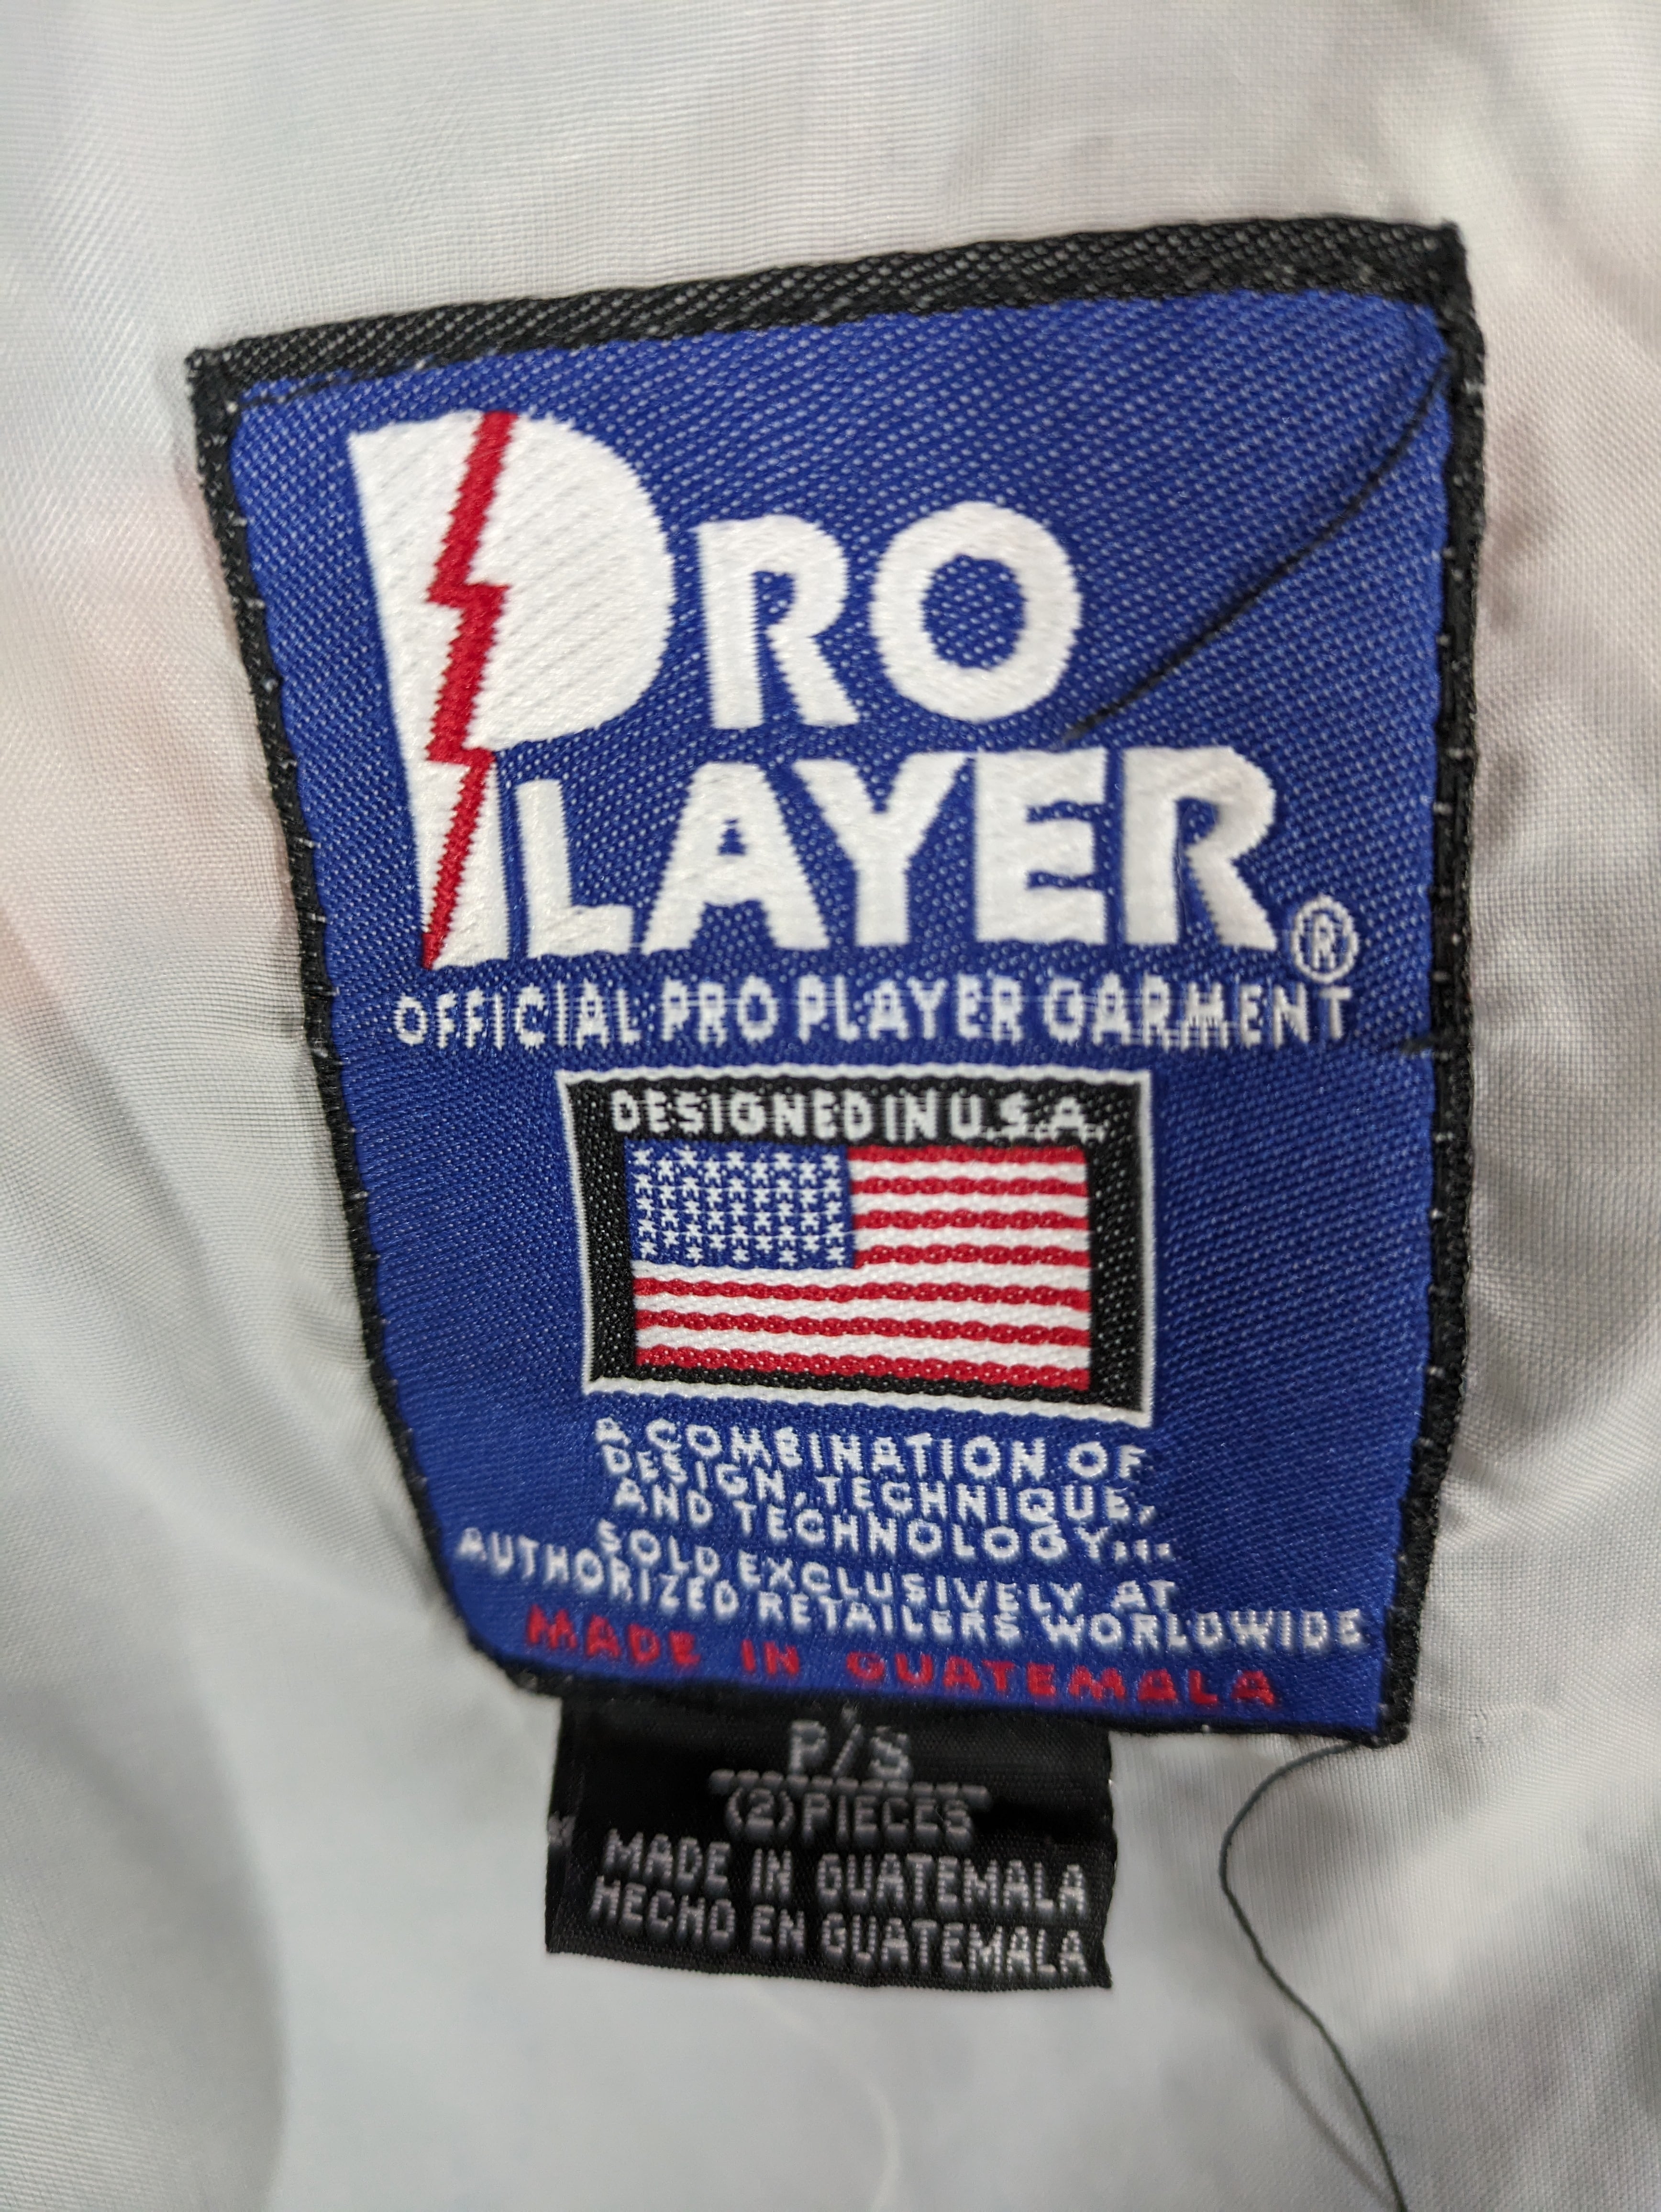 PRO
PLAYER®
OFFICIAL PRO PLAYER GARMENT
DESIGNED IN U.S.A.
A COMBINATION OF
DESIGN, TECHNIQUE,
AND TECHNOLOGY...
SOLD EXCLUSIVELY AT
AUTHORIZED RETAILERS WORLDWIDE
MADE IN GUATEMALA
P/S
(2) PIECES
MADE IN GUATEMALA
HECHO EN GUATEMALA